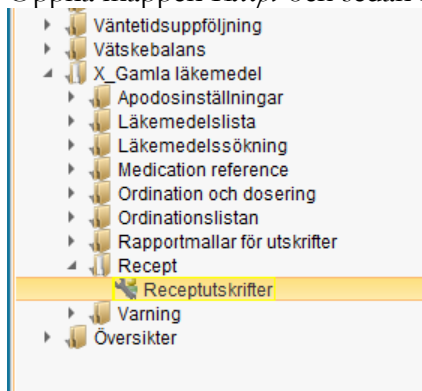 Väntetidsuppföljning
Vätskebalans
X_Gamla läkemedel
Apodosinställningar
Läkemedelslista
Läkemedelssökning
Medication reference
Ordination och dosering
Ordinationslistan
Rapportmallar för utskrifter
Recept
Receptutskrifter
Varning
Översikter